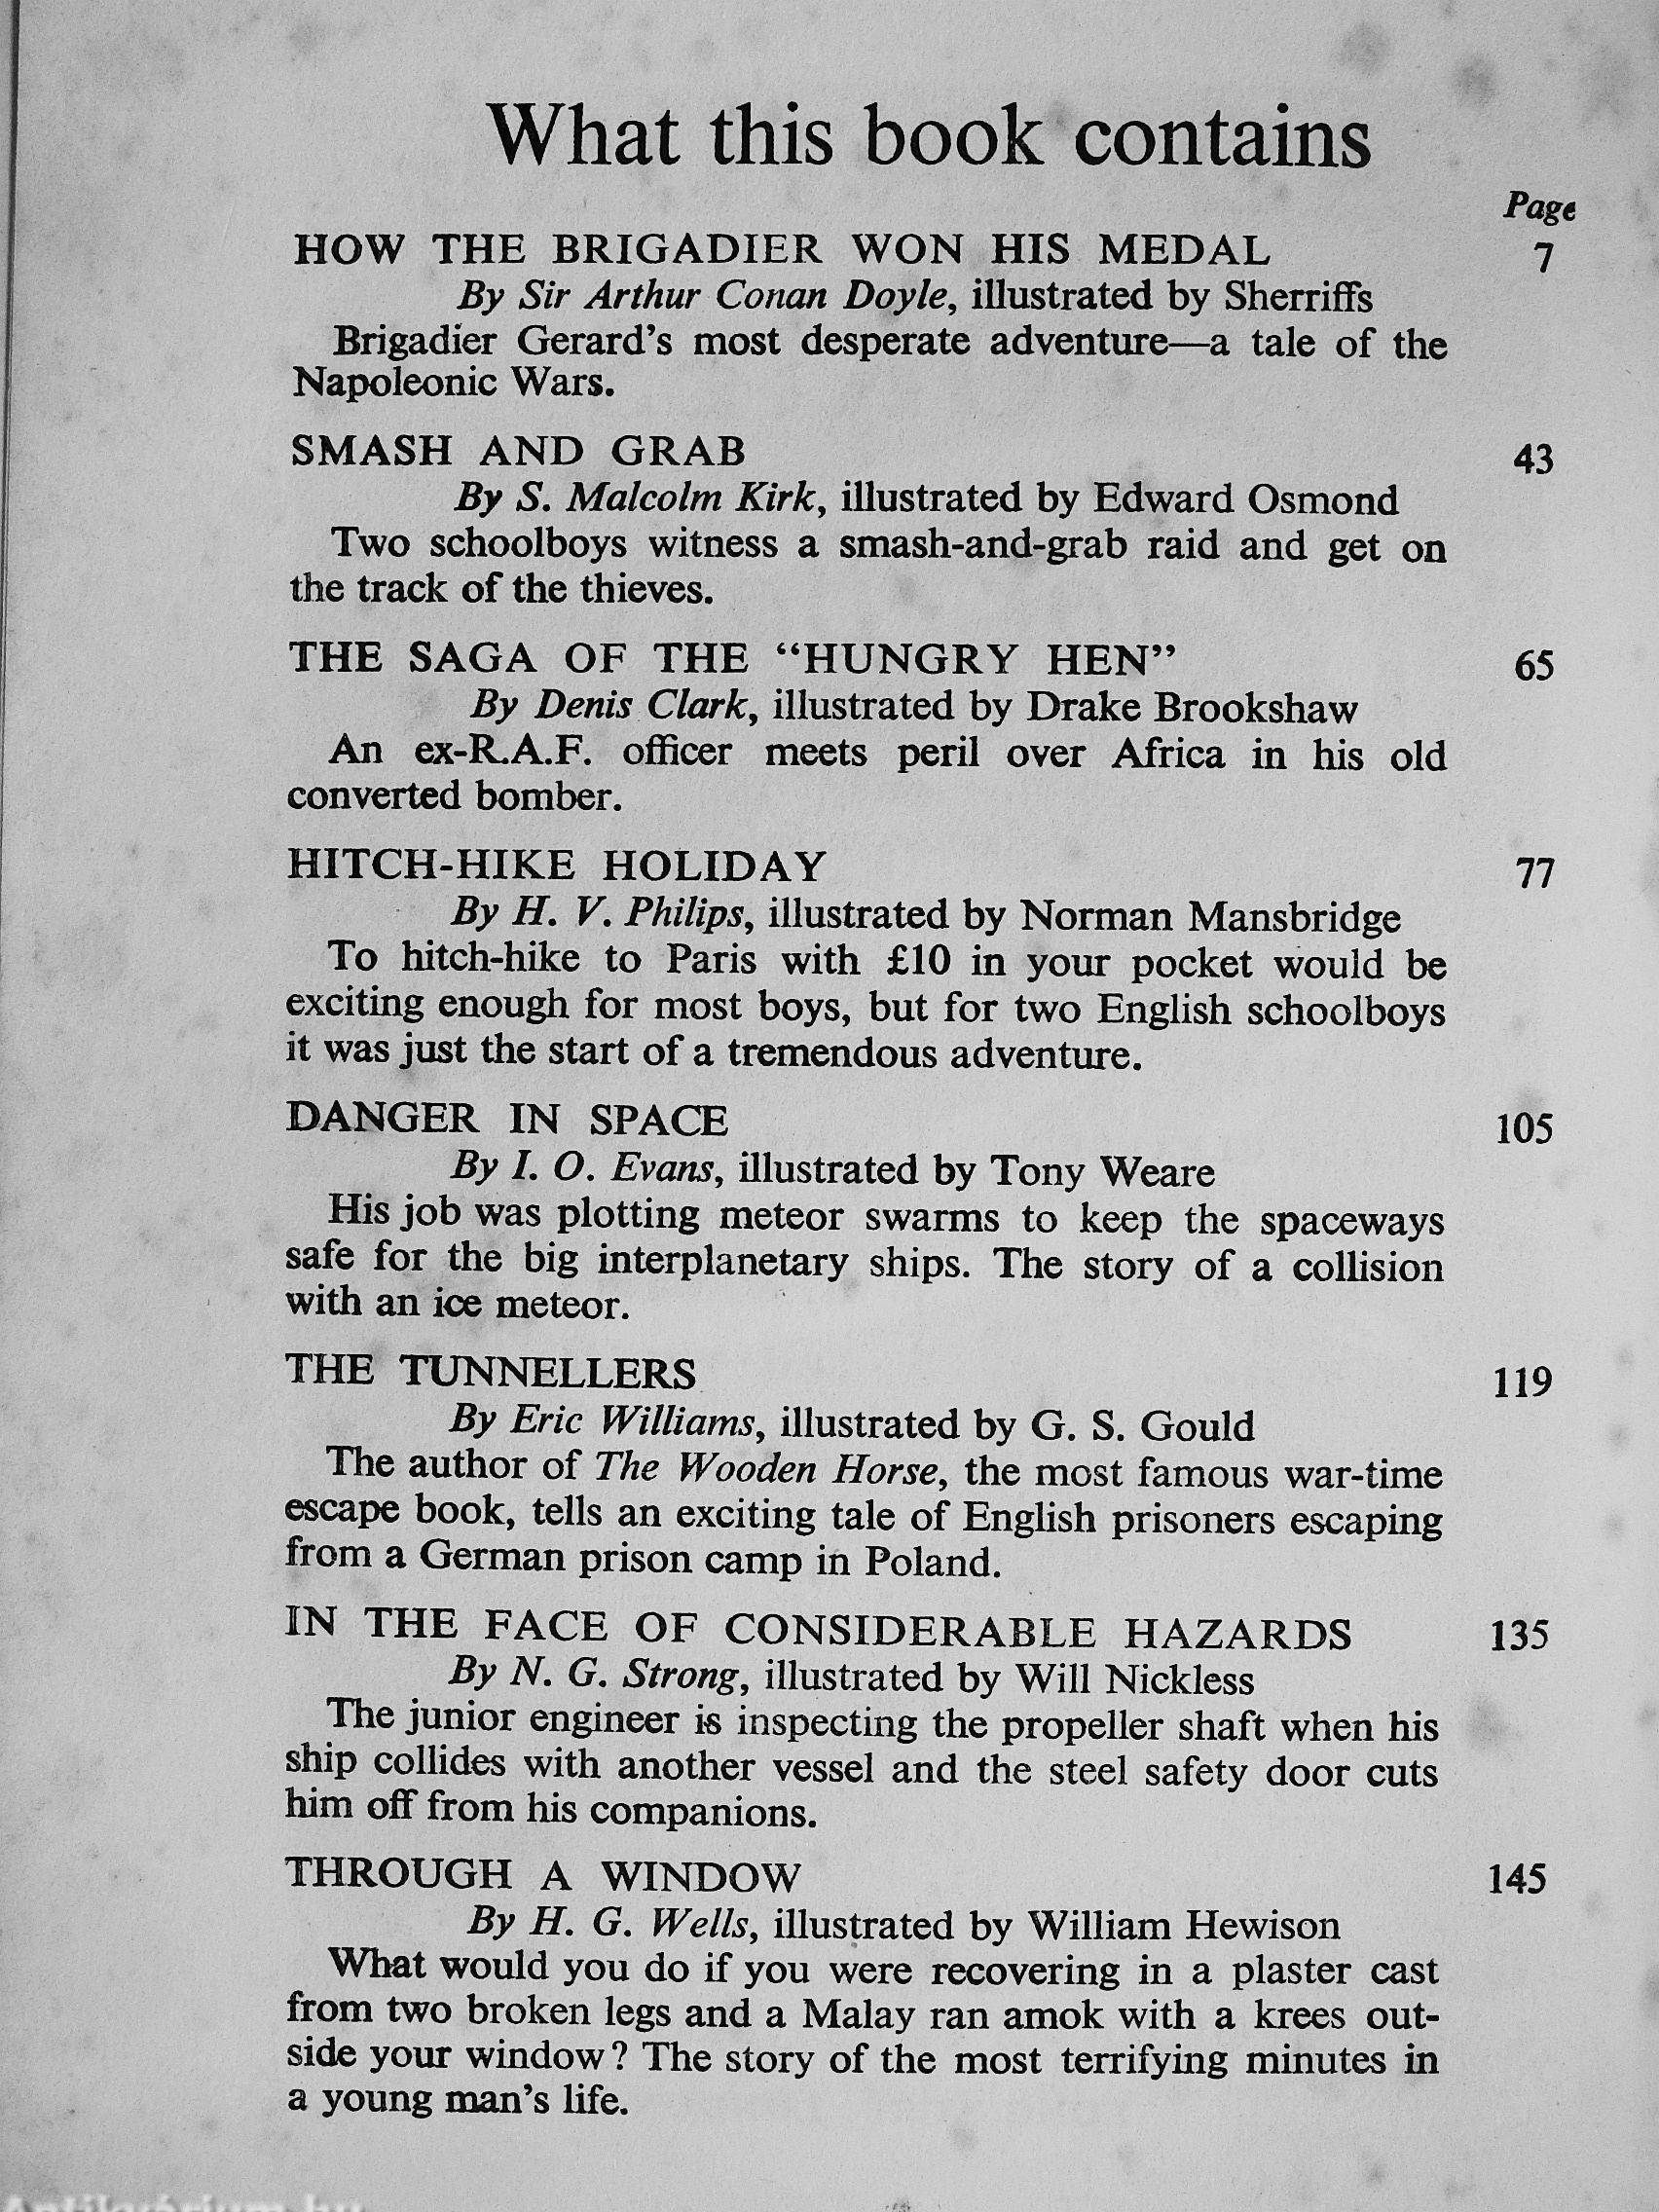 What this book contains
Page
HOW THE BRIGADIER WON HIS MEDAL 7
By Sir Arthur Conan Doyle, illustrated by Sherriffs
Brigadier Gerard's most desperate adventure—a tale of the
Napoleonic Wars.
SMASH AND GRAB 43
By S. Malcolm Kirk, illustrated by Edward Osmond
Two schoolboys witness a smash-and-grab raid and get on
the track of the thieves.
THE SAGA OF THE “HUNGRY HEN” 65
By Denis Clark, illustrated by Drake Brookshaw
An ex-R.A.F. officer meets peril over Africa in his old
converted bomber.
HITCH-HIKE HOLIDAY 77
By H. V. Philips, illustrated by Norman Mansbridge
To hitch-hike to Paris with £10 in your pocket would be
exciting enough for most boys, but for two English schoolboys
it was just the start of a tremendous adventure.
DANGER IN SPACE 105
By I. O. Evans, illustrated by Tony Weare
His job was plotting meteor swarms to keep the spaceways
safe for the big interplanetary ships. The story of a collision
with an ice meteor.
THE TUNNELLERS 119
By Eric Williams, illustrated by G. S. Gould
The author of The Wooden Horse, the most famous war-time
escape book, tells an exciting tale of English prisoners escaping
from a German prison camp in Poland.
IN THE FACE OF CONSIDERABLE HAZARDS 135
By N. G. Strong, illustrated by Will Nickless
The junior engineer is inspecting the propeller shaft when his
ship collides with another vessel and the steel safety door cuts
him off from his companions.
THROUGH A WINDOW 145
By H. G. Wells, illustrated by William Hewison
What would you do if you were recovering in a plaster cast
from two broken legs and a Malay ran amok with a krees out-
side your window? The story of the most terrifying minutes in
a young man's life.